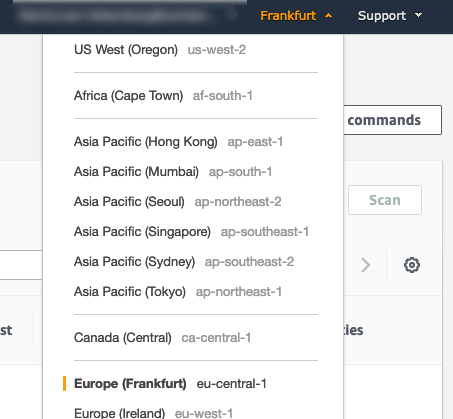 Frankfurt Support
US West (Oregon) us-west-2
Africa (Cape Town) af-south-1
commands
Asia Pacific (Hong Kong) ap-east-1
Asia Pacific (Mumbai) ap-south-1
Asia Pacific (Seoul) ap-northeast-2
Scan
Asia Pacific (Singapore) ap-southeast-1
Asia Pacific (Sydney) ap-southeast-2
Asia Pacific (Tokyo) ap-northeast-1
Canada (Central) ca-central-1
Europe (Frankfurt) eu-central-1
Europe (Ireland) eu-west-1